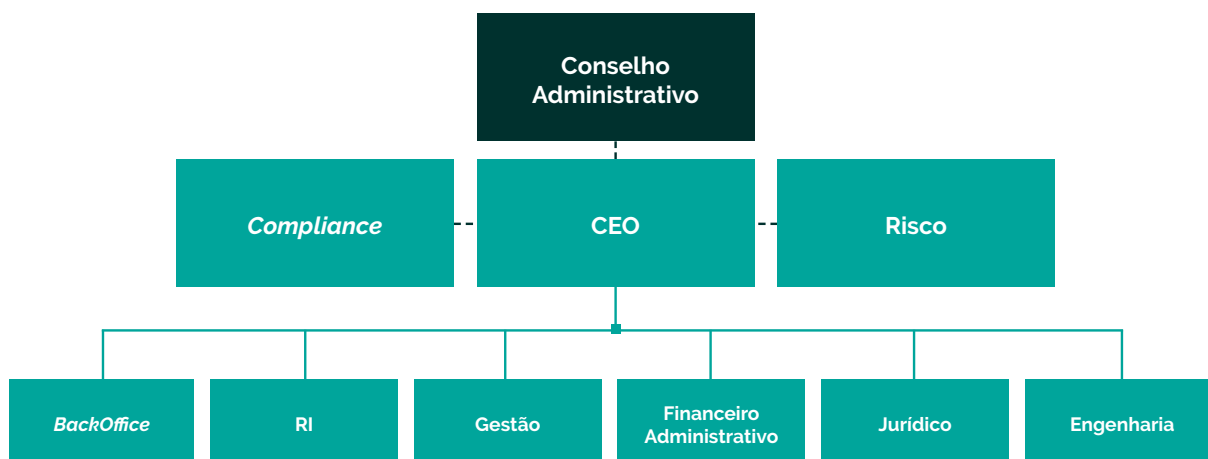 Conselho
Administrativo
Compliance
CEO
Risco
BackOffice
RI
Gestão
Financeiro
Administrativo
Jurídico
Engenharia